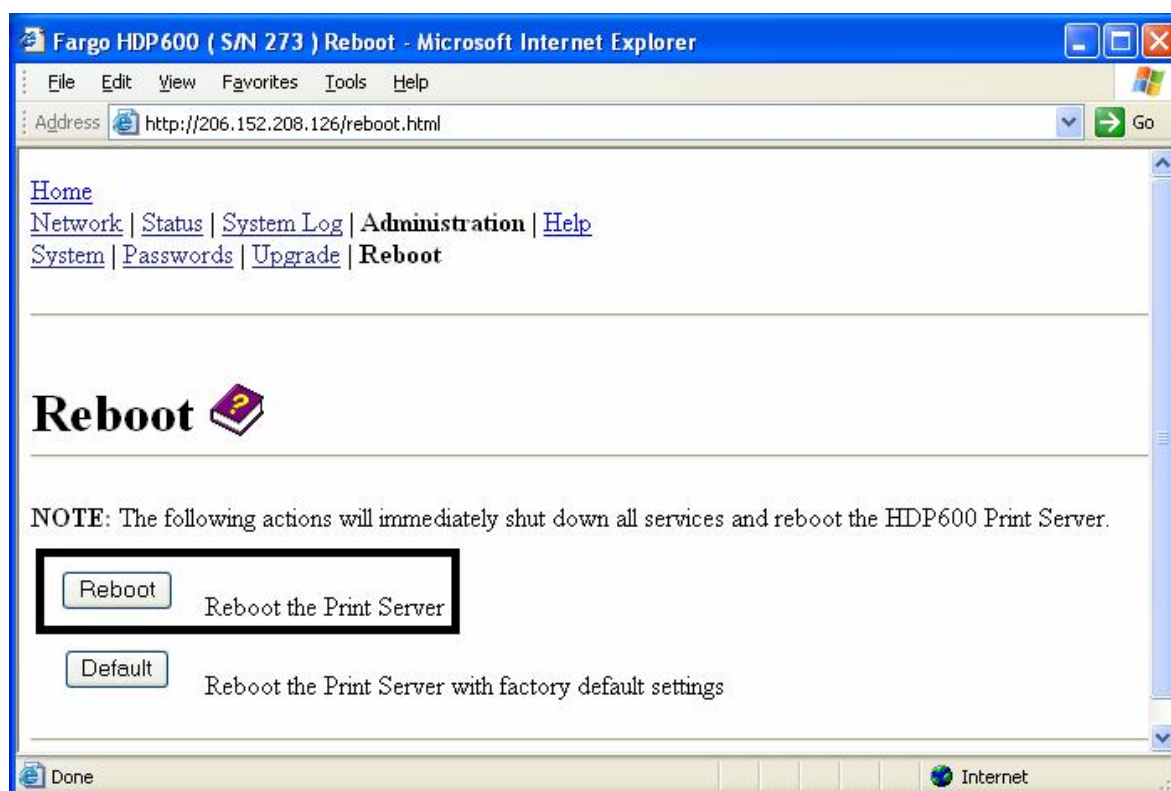 Fargo HDP600 ( S/N 273 ) Reboot - Microsoft Internet Explorer
File Edit View Favorites Tools Help
Address http://206.152.208.126/reboot.html Go
Home
Network | Status | System Log | Administration | Help
System | Passwords | Upgrade | Reboot
Reboot ?
NOTE: The following actions will immediately shut down all services and reboot the HDP600 Print Server.
Reboot Reboot the Print Server
Default Reboot the Print Server with factory default settings
Done Internet